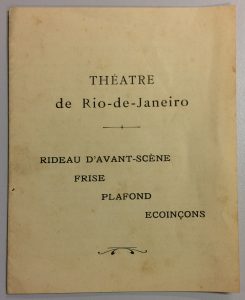 THÉATRE
de Rio-de-Janeiro
RIDEAU D'AVANT-SCÈNE
FRISE
PLAFOND
ECOINÇONS